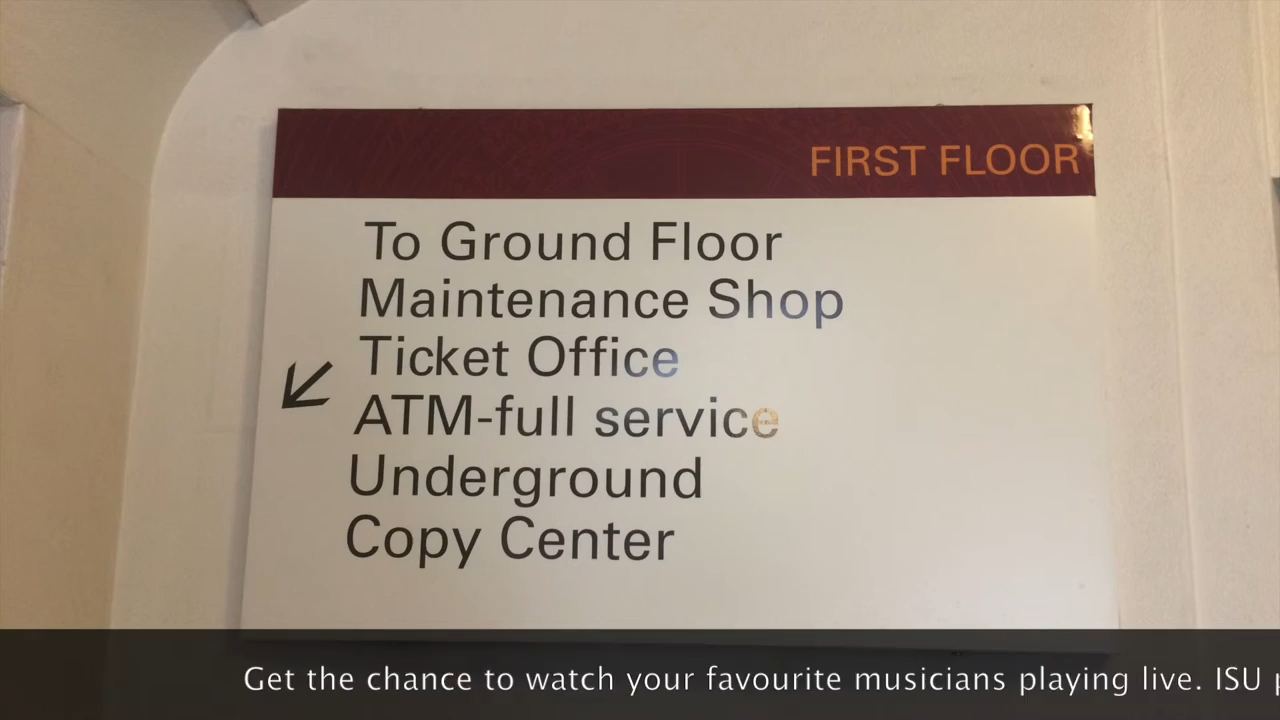 FIRST FLOOR
To Ground Floor
Maintenance Shop
Ticket Office
ATM-full service
Underground
Copy Center
Get the chance to watch your favourite musicians playing live. ISU